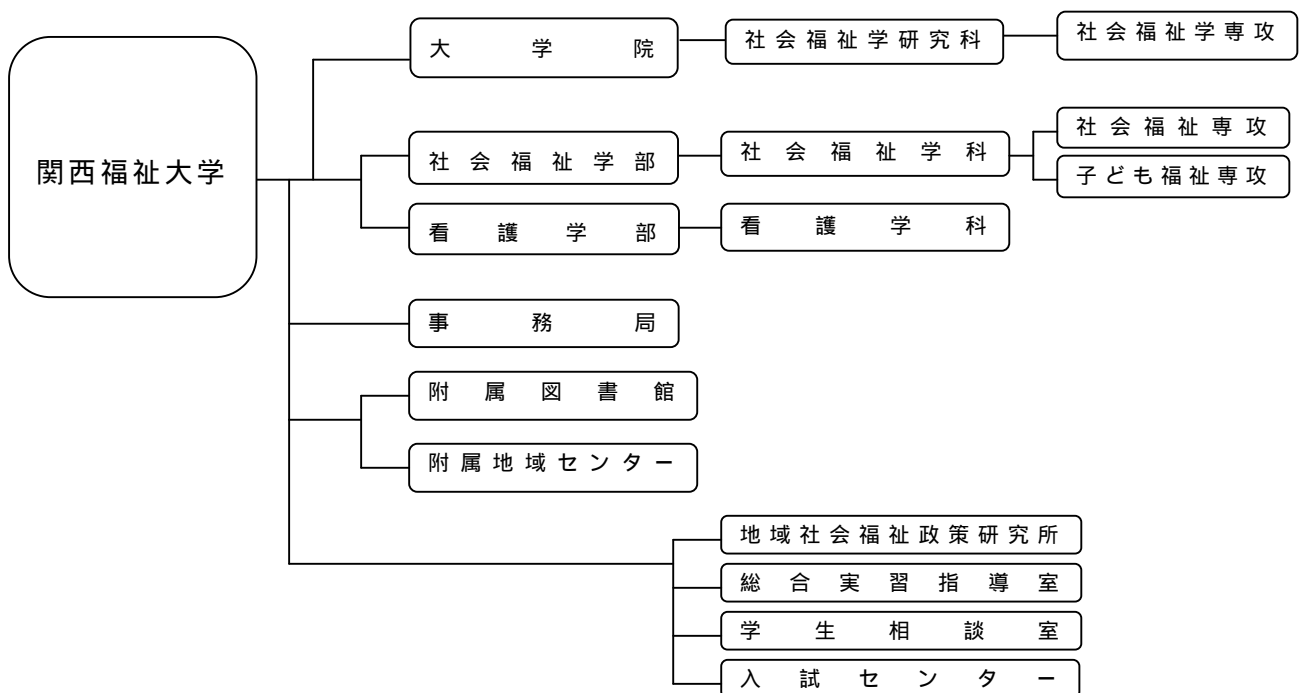 関西福祉大学
大学院
社会福祉学研究科
社会福祉学専攻
社会福祉学部
社会福祉学科
社会福祉専攻
子ども福祉専攻
看護学部
看護学科
事務局
附属図書館
附属地域センター
地域社会福祉政策研究所
総合実習指導室
学生相談室
入試センター